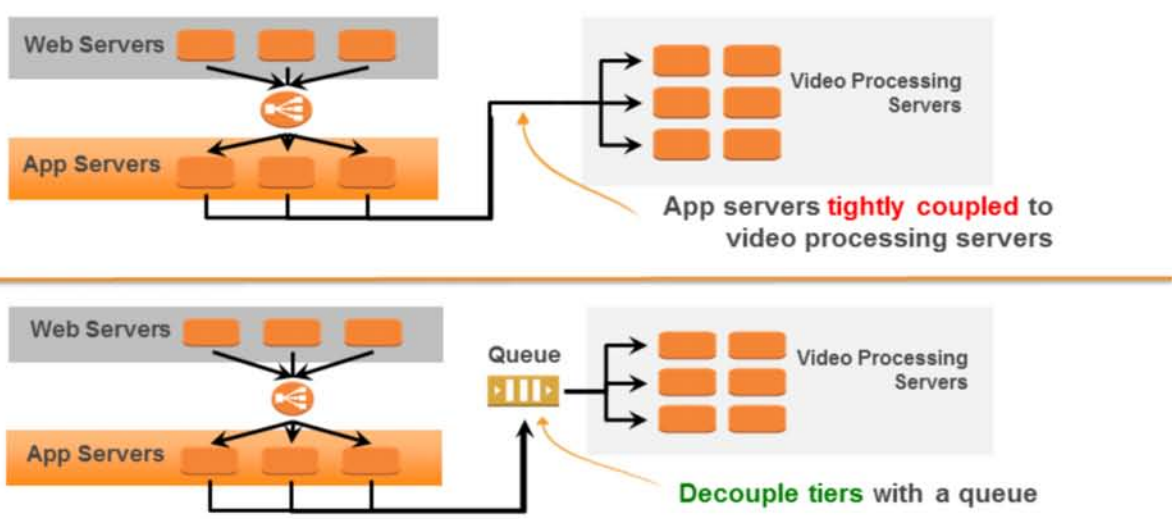 Web Servers
App Servers
Video Processing
Servers
App servers tightly coupled to
video processing servers
Web Servers
App Servers
Queue
Video Processing
Servers
Decouple tiers with a queue